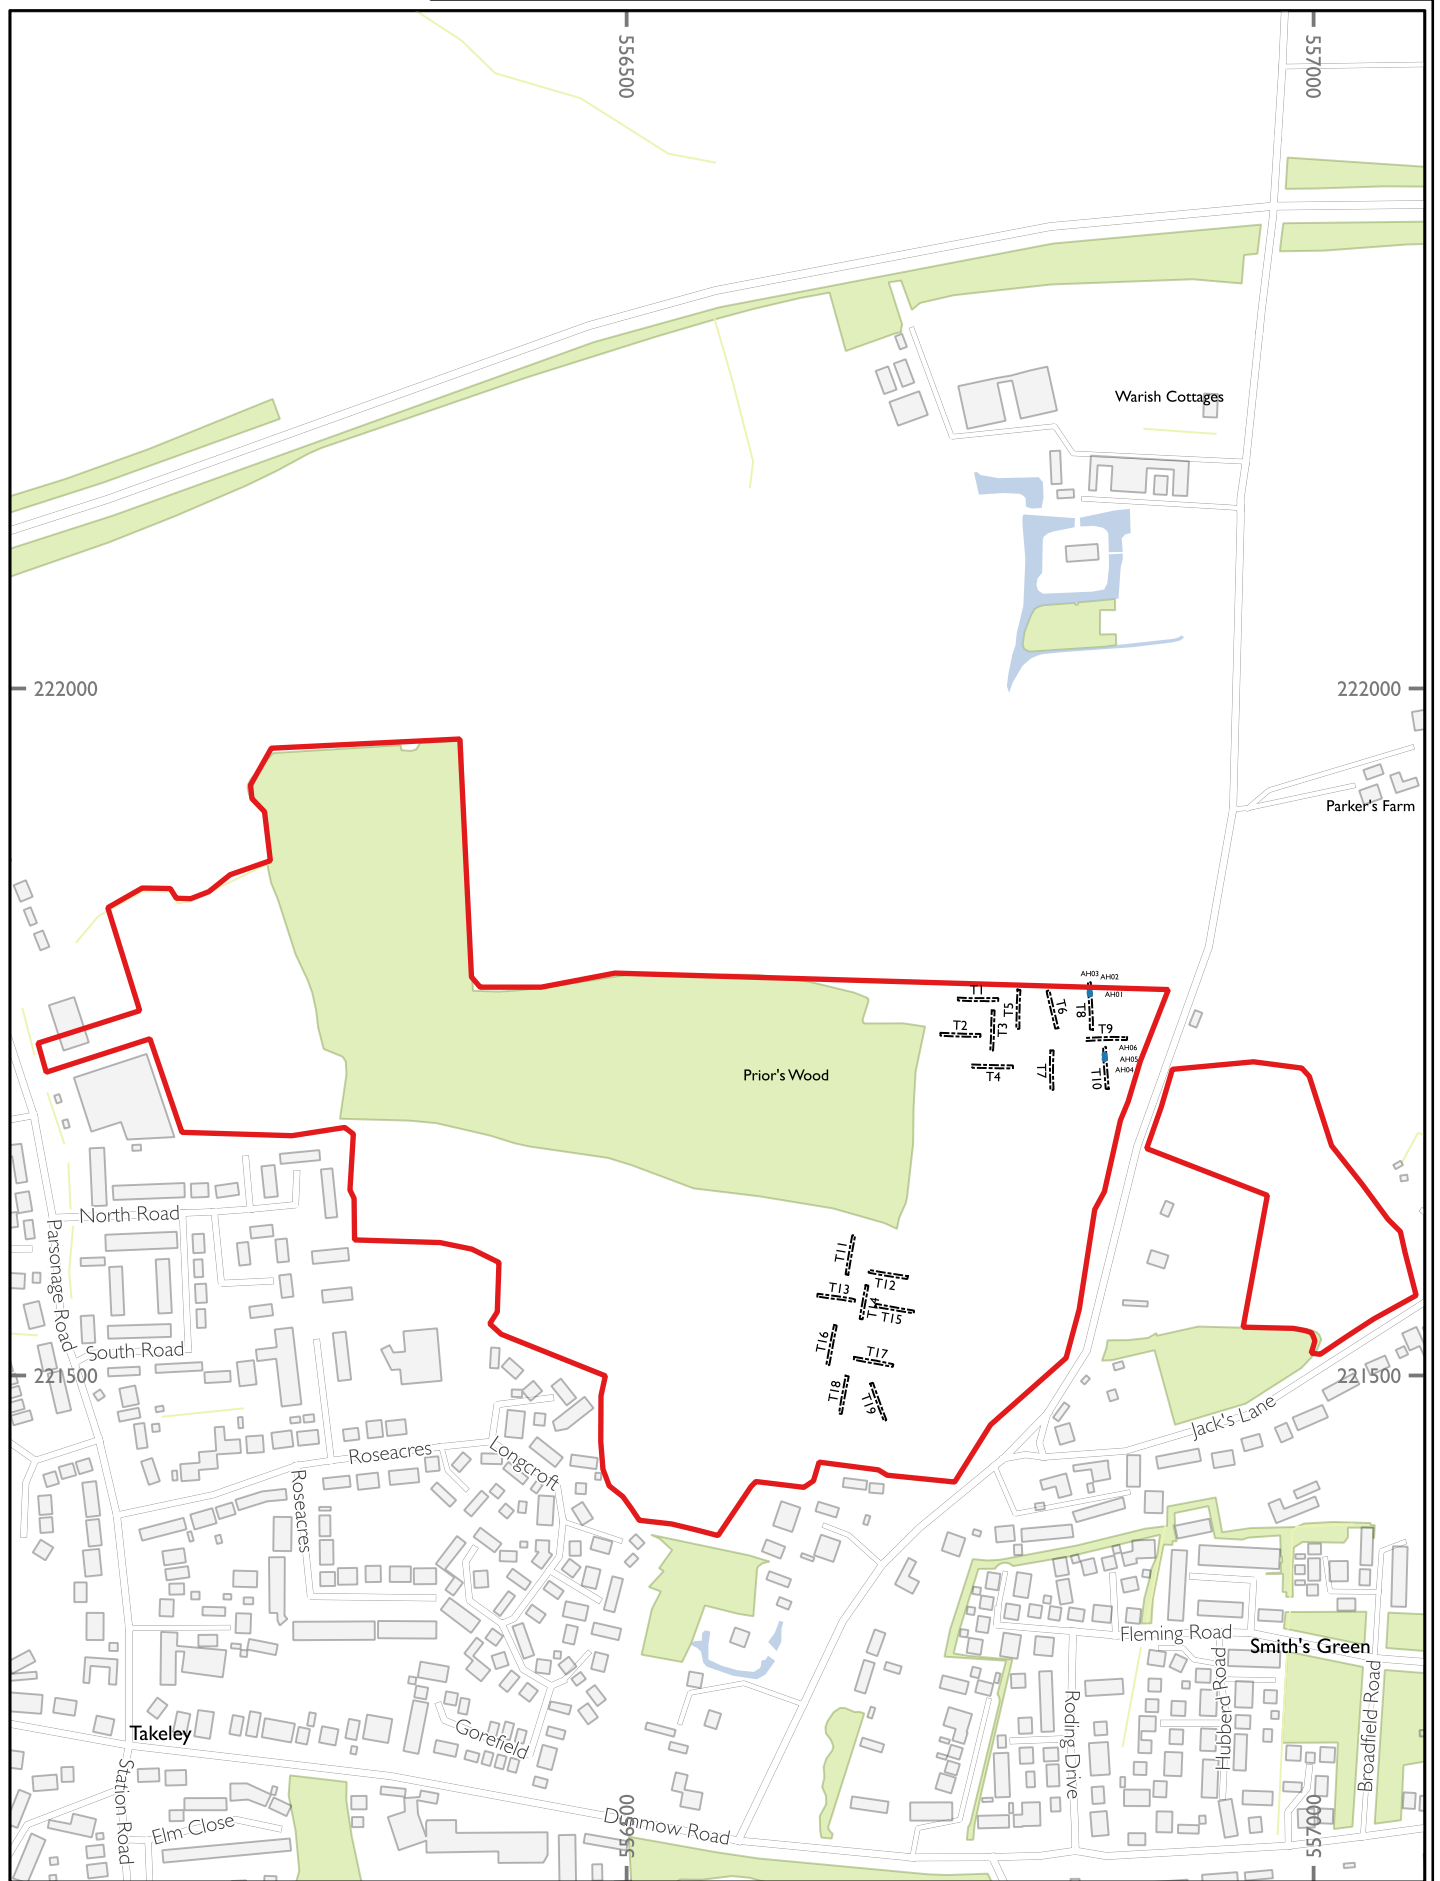 556500
557000
Warish Cottages
222000
222000
Parker's Farm
AH03
AH02
AH01
T1
T5
T6
T8
T2
T3
T9
AH06
AH05
AH04
T4
T7
T10
Prior's Wood
North Road
Parsonage Road
South Road
T11
T12
T13
T14
T15
T16
T17
T18
T19
221500
221500
Jack's Lane
Roseacres
Longcroft
Roseacres
Fleming Road
Smith's Green
Hubberd Road
Roding Drive
Broadfield Road
Takeley
Gorefield
Station Road
Elm Close
Dunmow Road
556500
557000